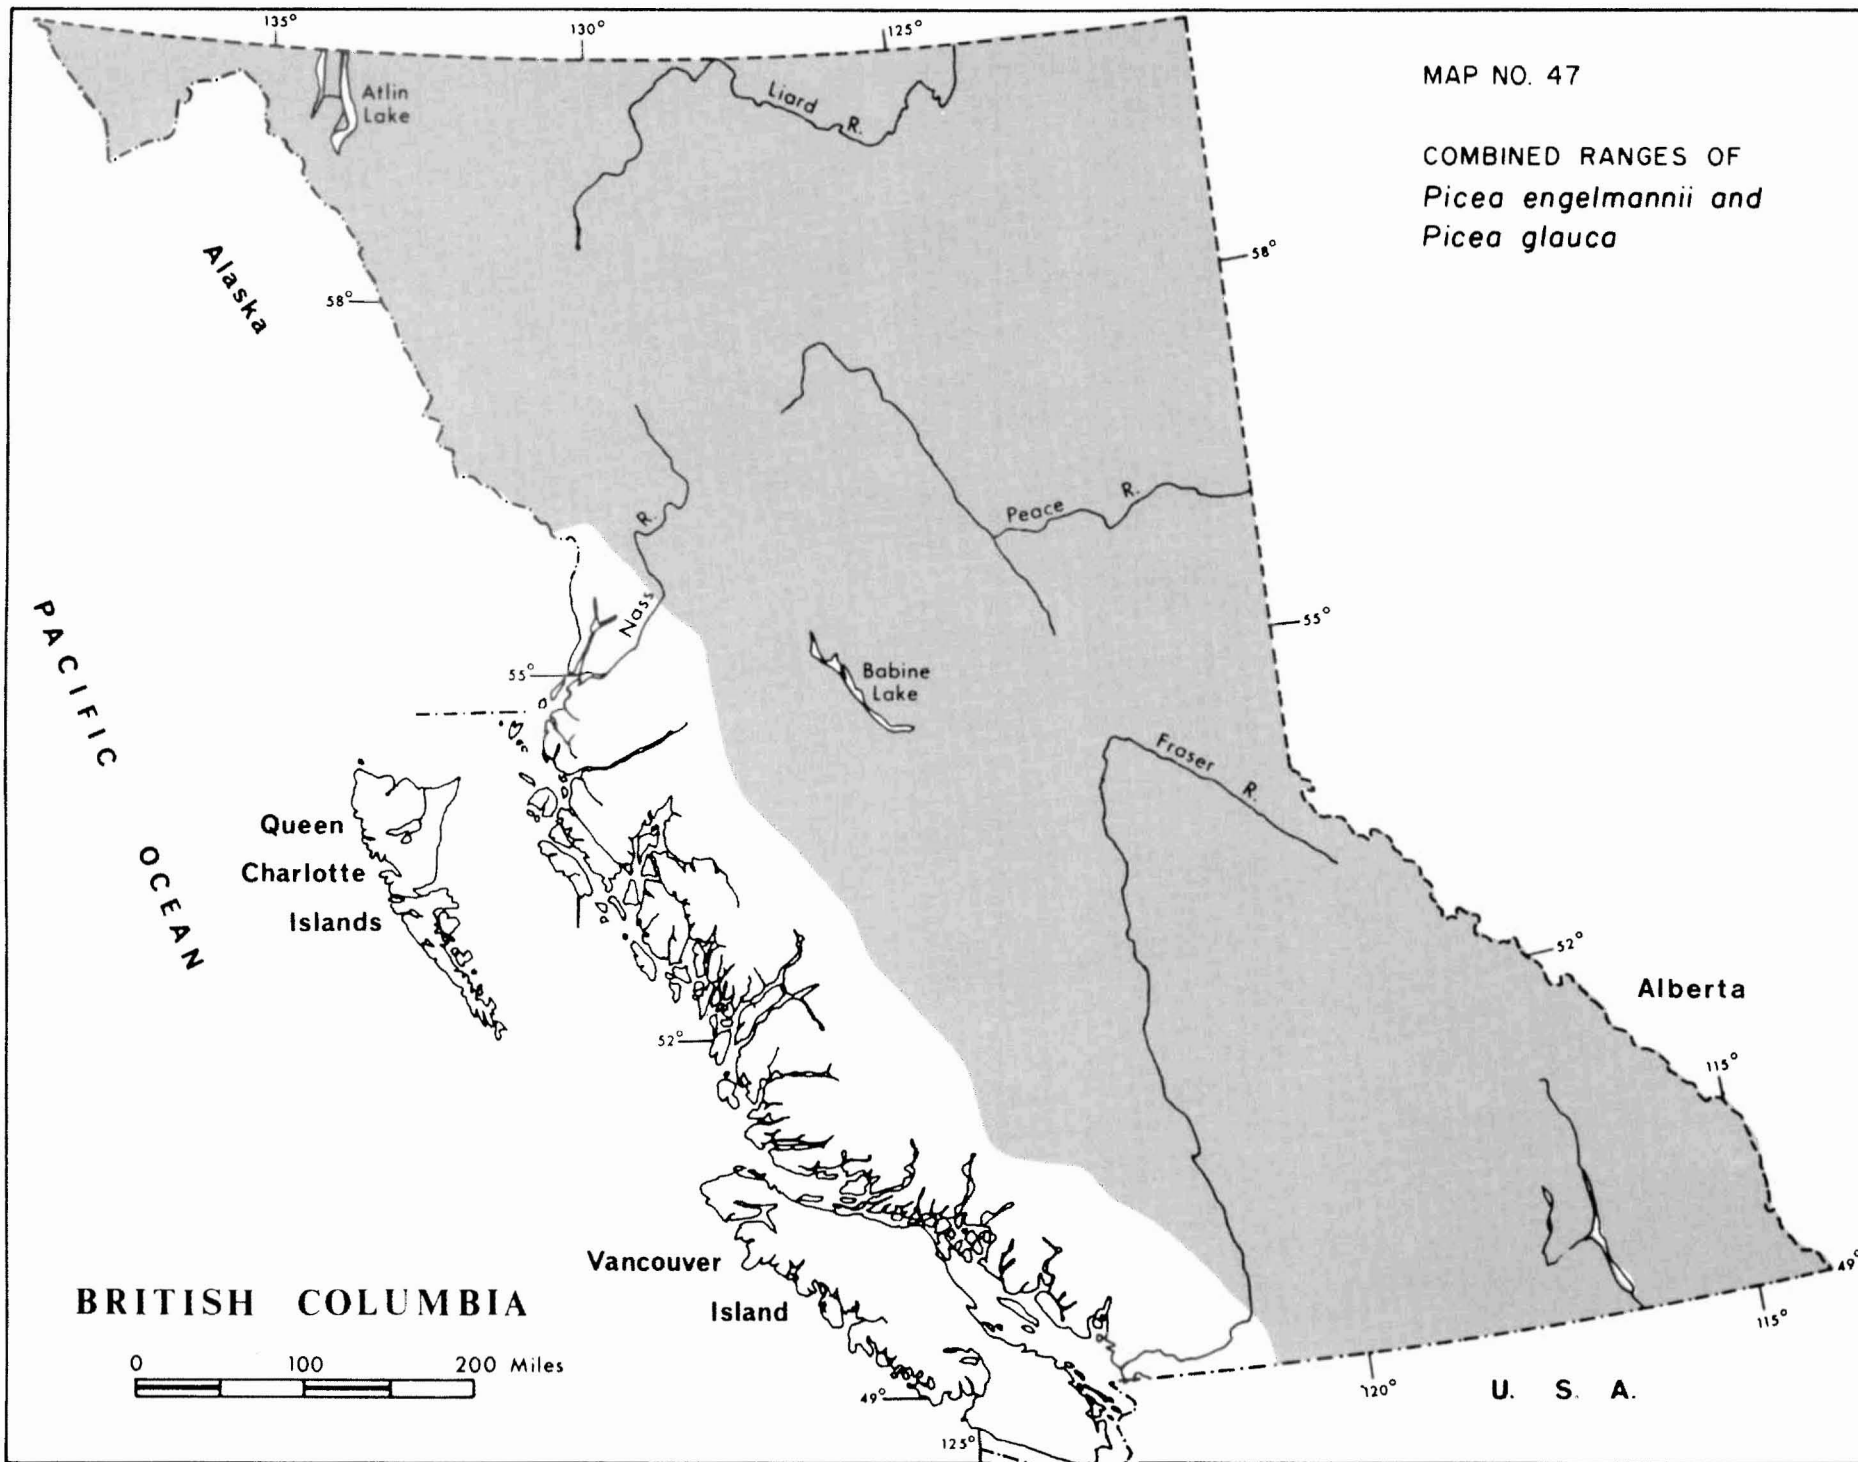 135°
130°
125°
MAP NO. 47
COMBINED RANGES OF
Picea engelmannii and
Picea glauca
Atlin
Lake
Liard R.
Alaska
58°
58°
Peace R.
Nass R.
55°
55°
Babine
Lake
PACIFIC OCEAN
Fraser R.
Queen
Charlotte
Islands
52°
52°
Alberta
115°
Vancouver
Island
BRITISH COLUMBIA
0 100 200 Miles
49°
49°
125°
120°
115°
U. S. A.